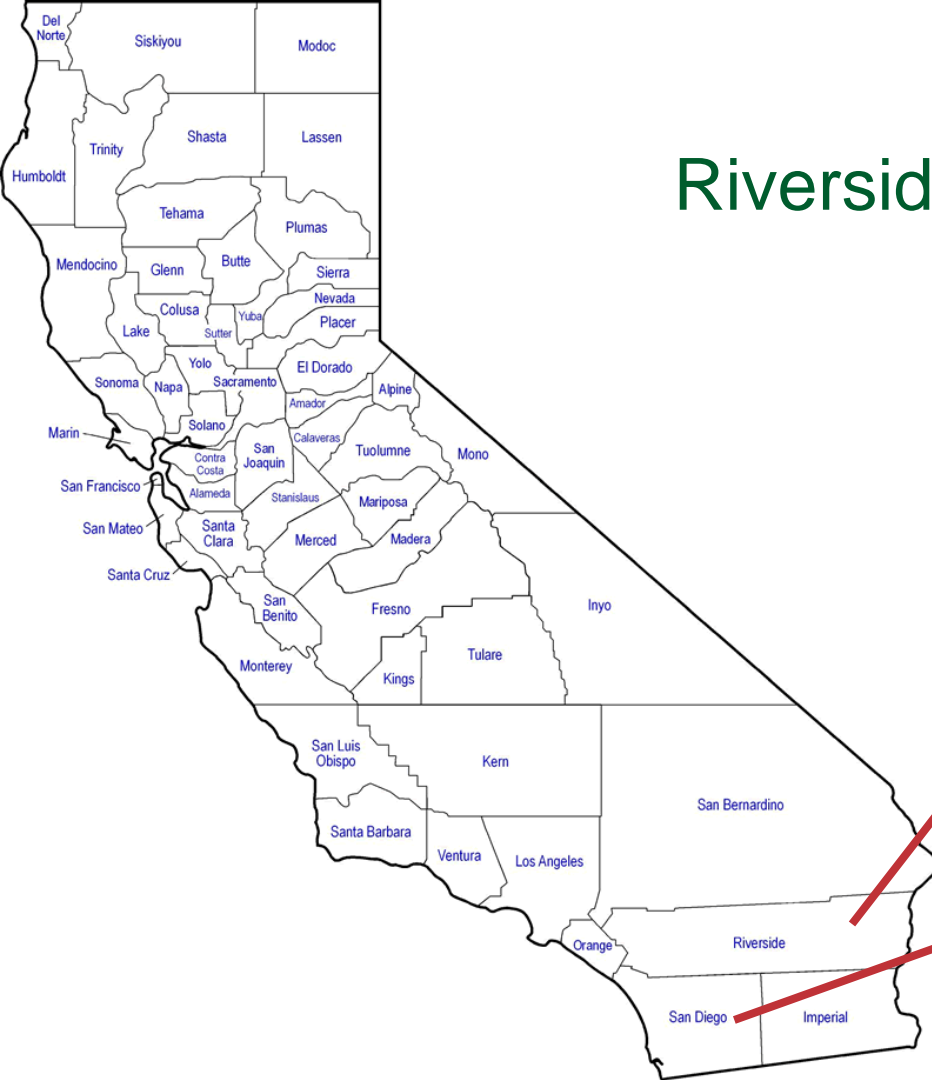 Del
Norte
Siskiyou
Modoc
Humboldt
Trinity
Shasta
Lassen
Riversid
Tehama
Plumas
Mendocino
Glenn
Butte
Sierra
Nevada
Colusa
Lake
Sutter
Yuba
Placer
Sonoma
Napa
Yolo
Sacramento
El Dorado
Alpine
Amador
Marin
Solano
Calaveras
Tuolumne
Mono
Contra
Costa
San
Joaquin
San Francisco
Alameda
Stanislaus
Mariposa
San Mateo
Santa
Clara
Merced
Madera
Santa Cruz
San
Benito
Fresno
Inyo
Monterey
Kings
Tulare
San Luis
Obispo
Kern
San Bernardino
Santa Barbara
Ventura
Los Angeles
Orange
Riverside
San Diego
Imperial